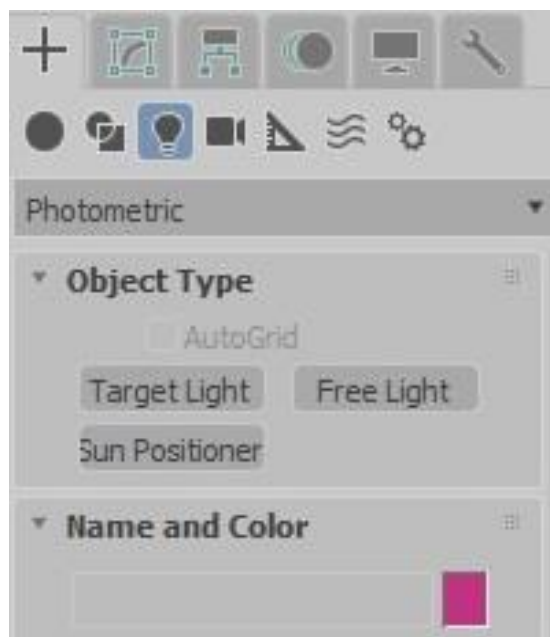 Photometric
Object Type
AutoGrid
Target Light Free Light
Sun Positioner
Name and Color